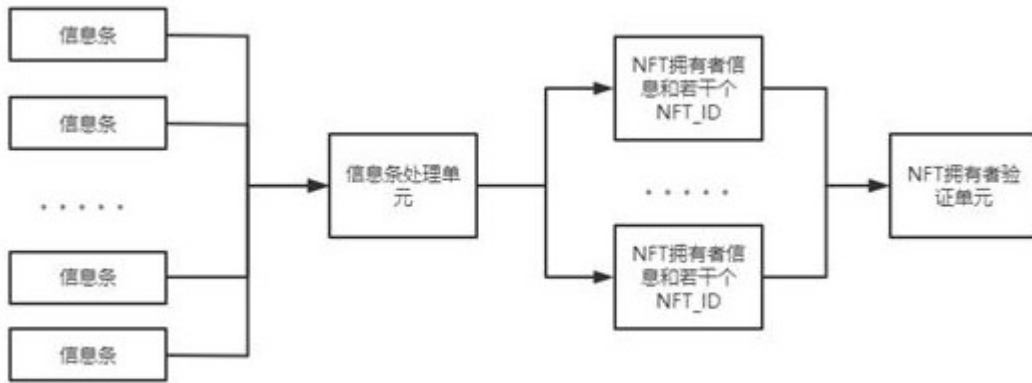 信息条
信息条
信息条
信息条
信息条处理单
元
NFT拥有者信
息和若干个
NFT_ID
NFT拥有者信
息和若干个
NFT_ID
NFT拥有者验
证单元